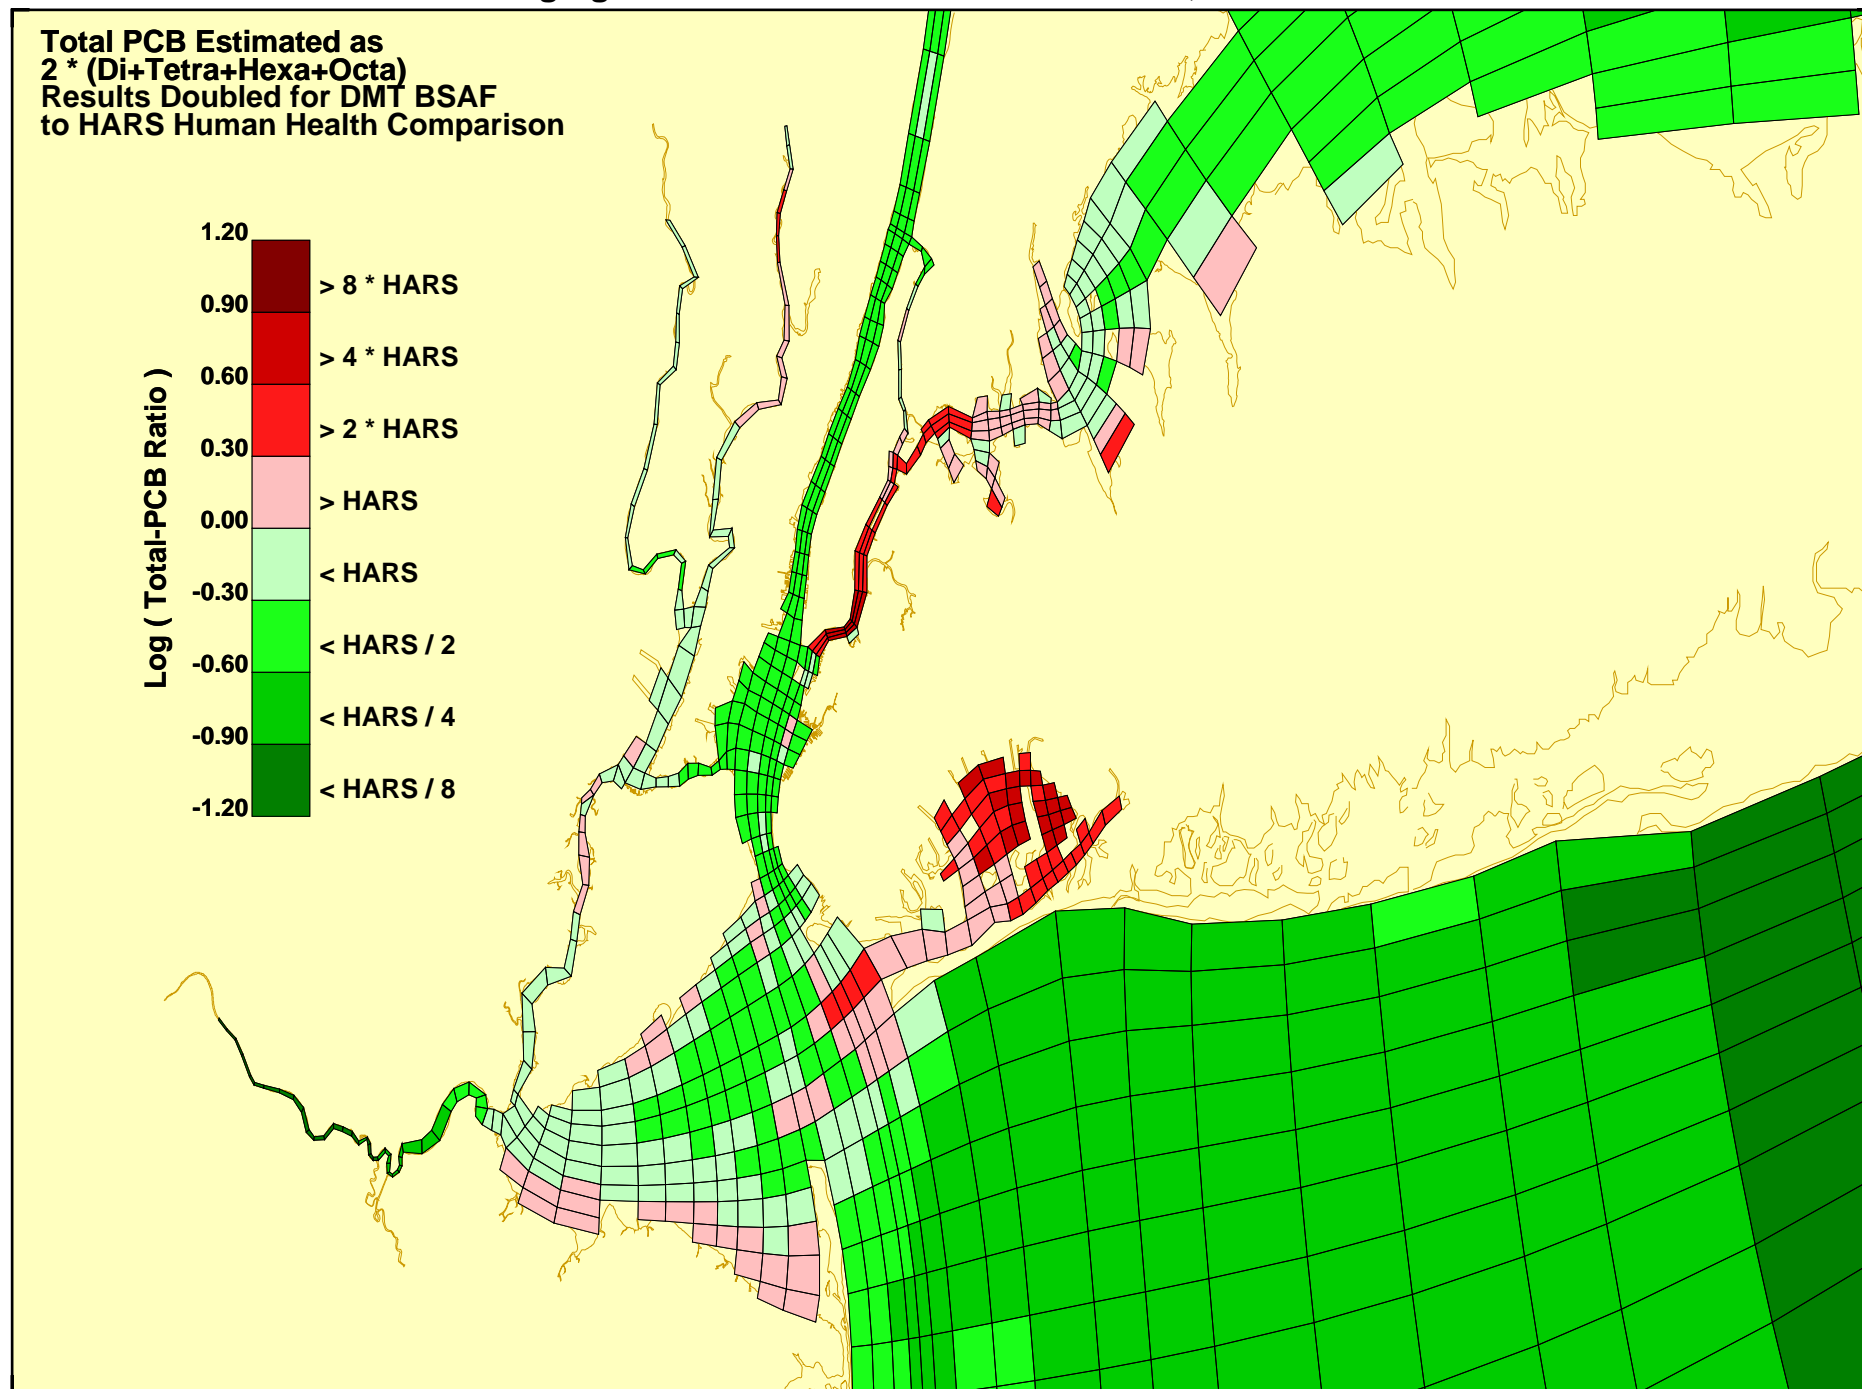 Total PCB Estimated as
2 * (Di+Tetra+Hexa+Octa)
Results Doubled for DMT BSAF
to HARS Human Health Comparison
Log ( Total-PCB Ratio )
1.20
> 8 * HARS
0.90
> 4 * HARS
0.60
> 2 * HARS
0.30
> HARS
0.00
< HARS
-0.30
< HARS / 2
-0.60
< HARS / 4
-0.90
< HARS / 8
-1.20